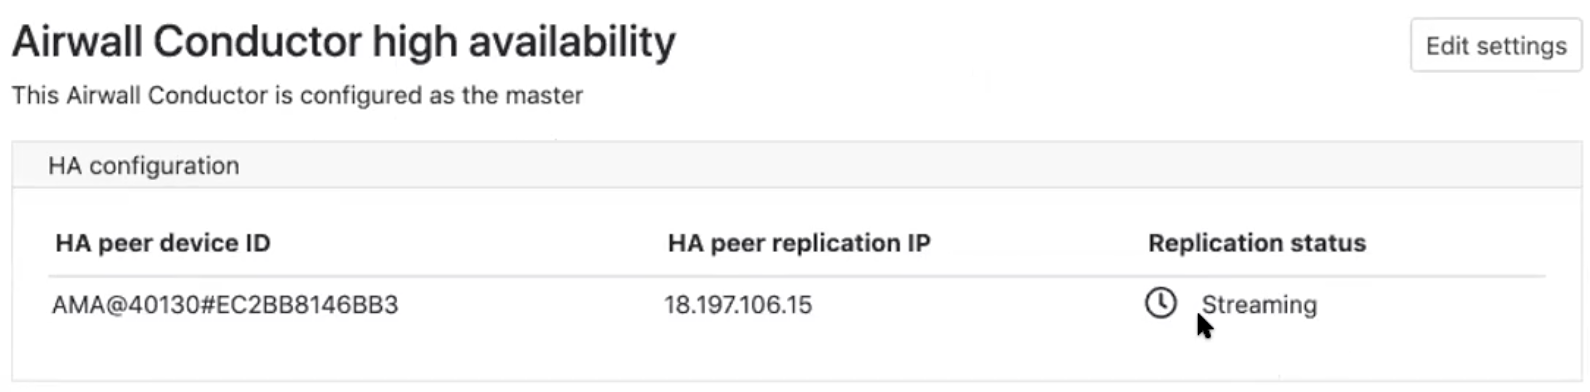 Airwall Conductor high availability
Edit settings
This Airwall Conductor is configured as the master
HA configuration
HA peer device ID HA peer replication IP Replication status
AMA@40130#EC2BB8146BB3 18.197.106.15 Streaming